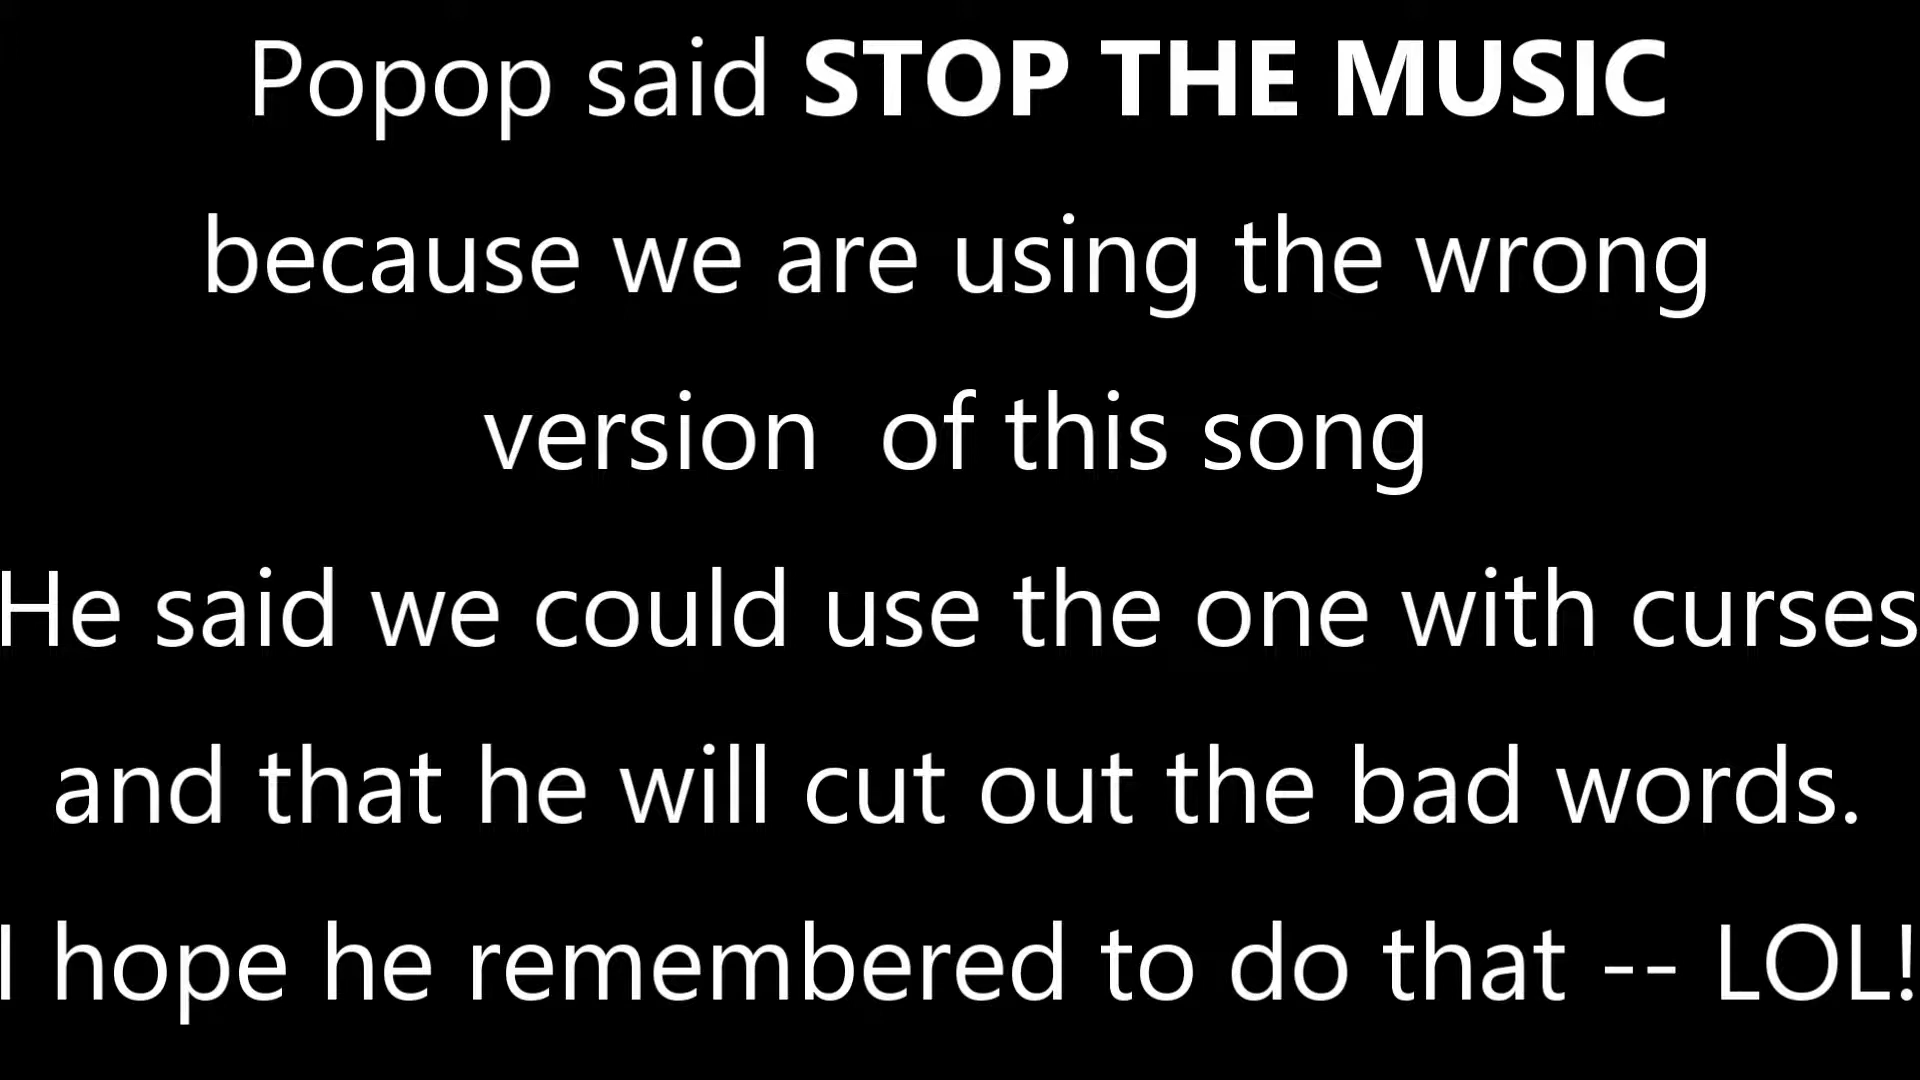 Popop said STOP THE MUSIC
because we are using the wrong
version  of this song
He said we could use the one with curses
and that he will cut out the bad words.
I hope he remembered to do that -- LOL!